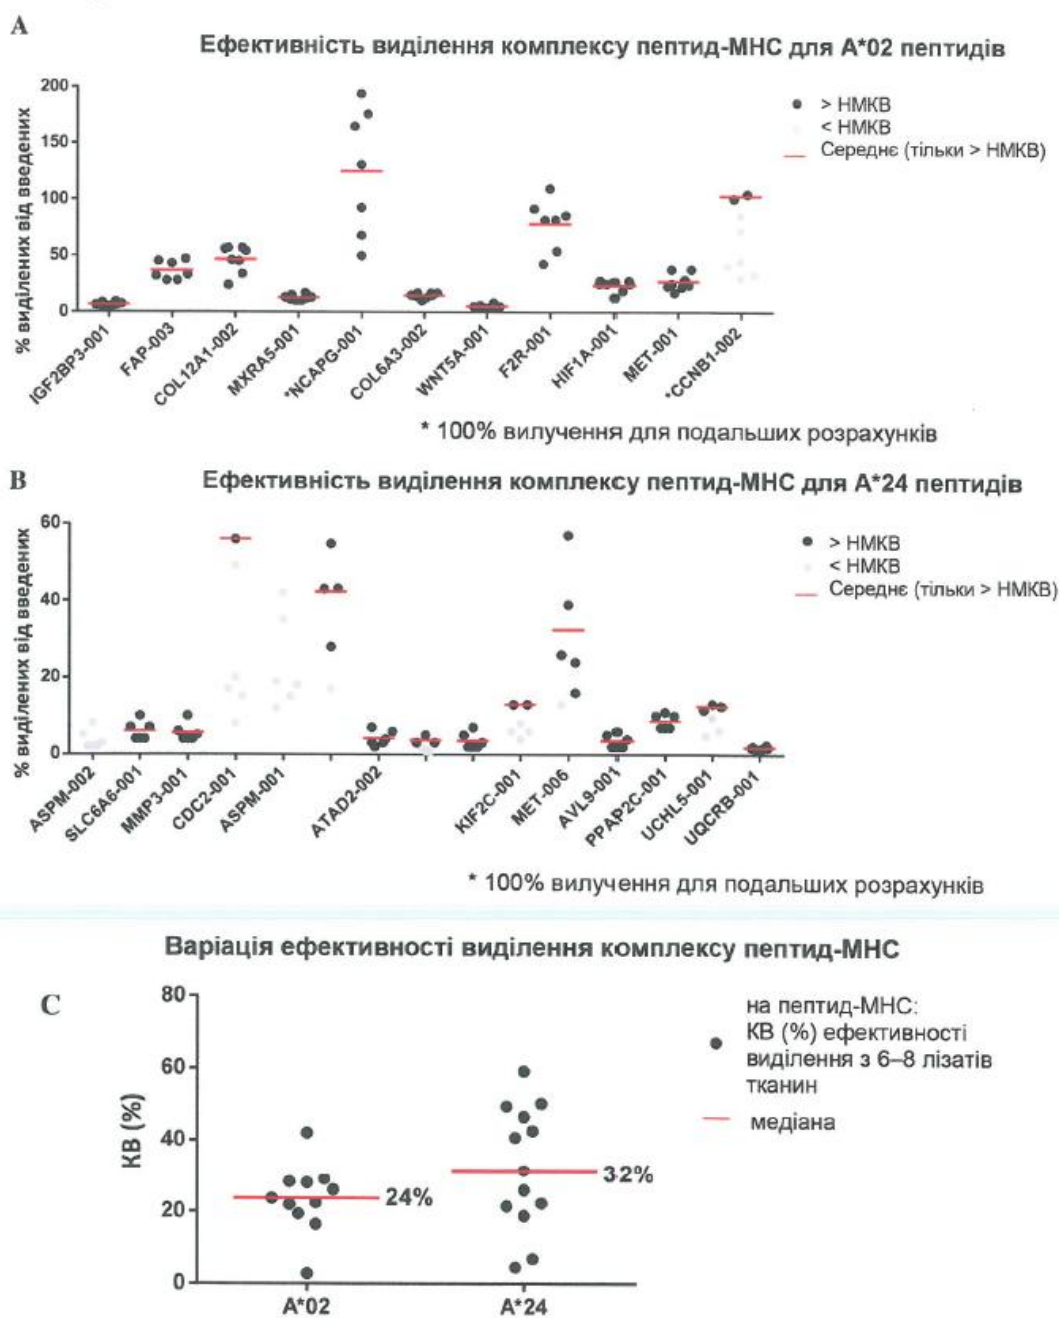 A
Ефективність виділення комплексу пептид-МНС для А*02 пептидів
% виділених від введених
200
150
100
50
0
IGF2BP3-001
FAP-003
COL12A1-002
MXRA5-001
*NCAPG-001
COL6A3-002
WNT5A-001
F2R-001
HIF1A-001
MET-001
*CCNB1-002
> НМКВ
< НМКВ
Середнє (тільки > НМКВ)
* 100% вилучення для подальших розрахунків
B
Ефективність виділення комплексу пептид-МНС для А*24 пептидів
% виділених від введених
60
40
20
0
ASPM-002
SLC6A6-001
MMP3-001
CDC2-001
ASPM-001
ATAD2-002
KIF2C-001
MET-006
AVL9-001
PPAP2C-001
UCHL5-001
UQCRB-001
> НМКВ
< НМКВ
Середнє (тільки > НМКВ)
* 100% вилучення для подальших розрахунків
Варіація ефективності виділення комплексу пептид-МНС
C
КВ (%)
80
60
40
20
0
24%
32%
А*02
А*24
на пептид-МНС:
КВ (%) ефективності
виділення з 6–8 лізатів
тканин
медіана